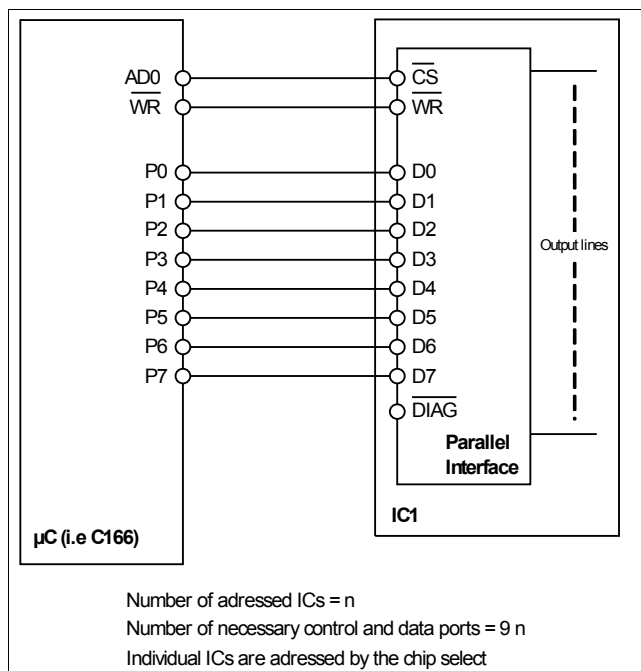 AD0
CS
WR
WR
P0
D0
P1
D1
P2
D2
Output lines
P3
D3
P4
D4
P5
D5
P6
D6
P7
D7
DIAG
Parallel
Interface
IC1
µC (i.e C166)
Number of adressed ICs = n
Number of necessary control and data ports = 9 n
Individual ICs are adressed by the chip select